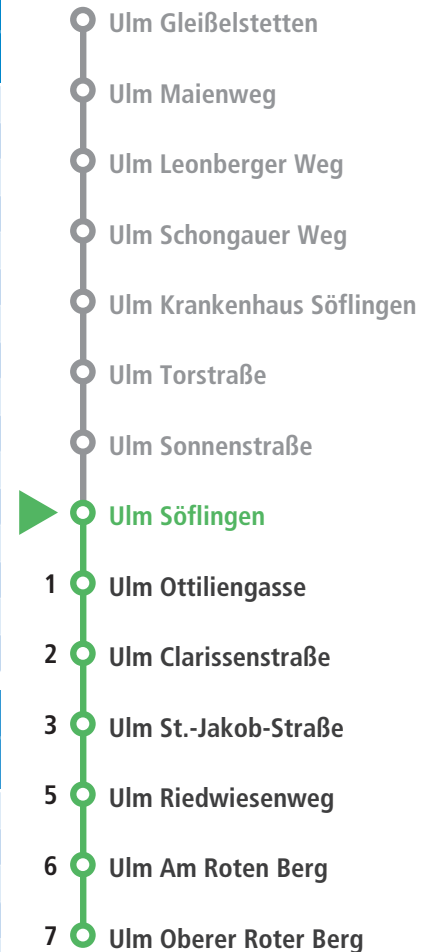 Ulm Gleißelstetten
Ulm Maienweg
Ulm Leonberger Weg
Ulm Schongauer Weg
Ulm Krankenhaus Söflingen
Ulm Torstraße
Ulm Sonnenstraße
Ulm Söflingen
1 Ulm Ottiliengasse
2 Ulm Clarissenstraße
3 Ulm St.-Jakob-Straße
5 Ulm Riedwiesenweg
6 Ulm Am Roten Berg
7 Ulm Oberer Roter Berg